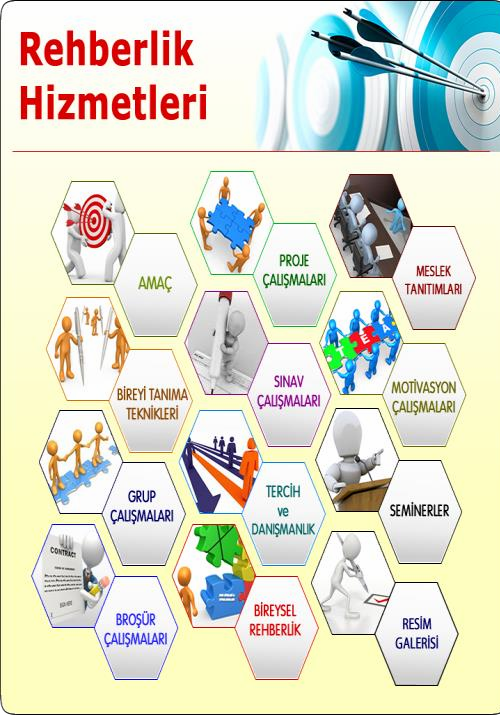 Rehberlik
Hizmetleri
AMAÇ
PROJE
ÇALIŞMALARI
MESLEK
TANITIMLARI
BİREYİ TANIMA
TEKNİKLERİ
SINAV
ÇALIŞMALARI
MOTİVASYON
ÇALIŞMALARI
GRUP
ÇALIŞMALARI
TERCİH
ve
DANIŞMANLIK
SEMİNERLER
CONTRACT
BROŞÜR
ÇALIŞMALARI
BİREYSEL
REHBERLİK
RESİM
GALERİSİ